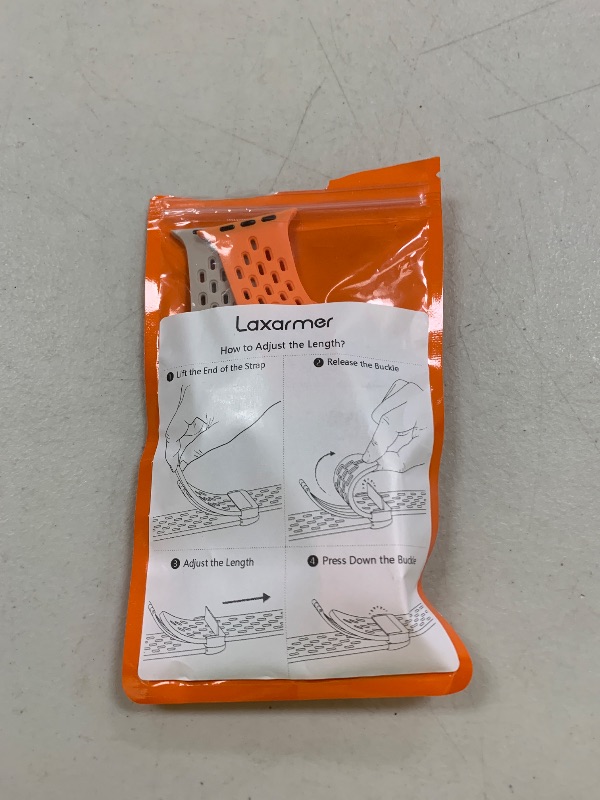 Laxarmer
How to Adjust the Length?
1 Lift the End of the Strap
2 Release the Buckle
3 Adjust the Length
4 Press Down the Buckle